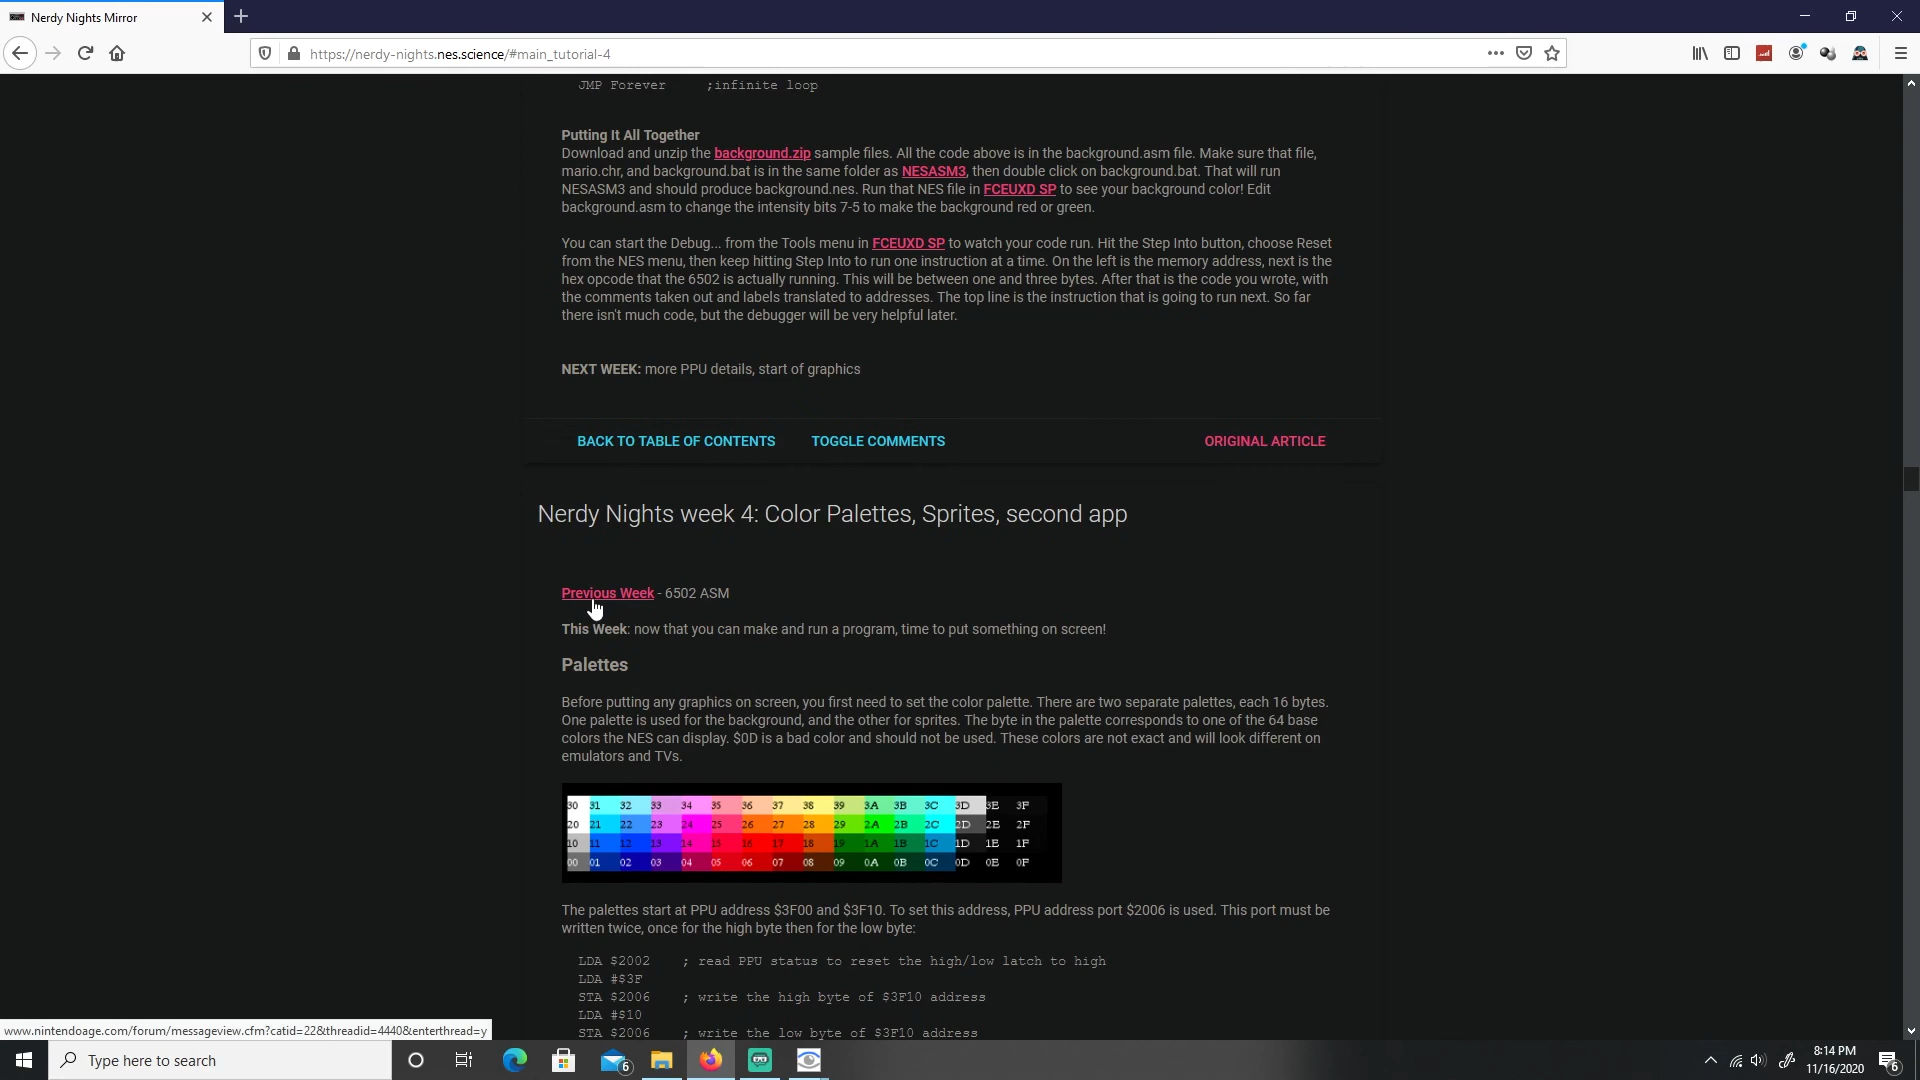 Nerdy Nights Mirror
https://nerdy-nights.nes.science/#main_tutorial-4
JMP Forever ;infinite loop
Putting It All Together
Download and unzip the background.zip sample files. All the code above is in the background.asm file. Make sure that file,
mario.chr, and background.bat is in the same folder as NESASM3, then double click on background.bat. That will run
NESASM3 and should produce background.nes. Run that NES file in FCEUXD SP to see your background color! Edit
background.asm to change the intensity bits 7-5 to make the background red or green.
You can start the Debug... from the Tools menu in FCEUXD SP to watch your code run. Hit the Step Into button, choose Reset
from the NES menu, then keep hitting Step Into to run one instruction at a time. On the left is the memory address, next is the
hex opcode that the 6502 is actually running. This will be between one and three bytes. After that is the code you wrote, with
the comments taken out and labels translated to addresses. The top line is the instruction that is going to run next. So far
there isn't much code, but the debugger will be very helpful later.
NEXT WEEK: more PPU details, start of graphics
BACK TO TABLE OF CONTENTS TOGGLE COMMENTS ORIGINAL ARTICLE
Nerdy Nights week 4: Color Palettes, Sprites, second app
Previous Week - 6502 ASM
This Week: now that you can make and run a program, time to put something on screen!
Palettes
Before putting any graphics on screen, you first need to set the color palette. There are two separate palettes, each 16 bytes.
One palette is used for the background, and the other for sprites. The byte in the palette corresponds to one of the 64 base
colors the NES can display. $0D is a bad color and should not be used. These colors are not exact and will look different on
emulators and TVs.
30 31 32 33 34 35 36 37 38 39 3A 3B 3C 3D 3E 3F
20 21 22 23 24 25 26 27 28 29 2A 2B 2C 2D 2E 2F
10 11 12 13 14 15 16 17 18 19 1A 1B 1C 1D 1E 1F
00 01 02 03 04 05 06 07 08 09 0A 0B 0C 0D 0E 0F
The palettes start at PPU address $3F00 and $3F10. To set this address, PPU address port $2006 is used. This port must be
written twice, once for the high byte then for the low byte:
LDA $2002 ; read PPU status to reset the high/low latch to high
LDA #$3F
STA $2006 ; write the high byte of $3F10 address
LDA #$10
STA $2006 ; write the low byte of $3F10 address
www.nintendoage.com/forum/messageview.cfm?catid=22&threadid=4440&enterthread=y
Type here to search
6
8:14 PM
11/16/2020
6